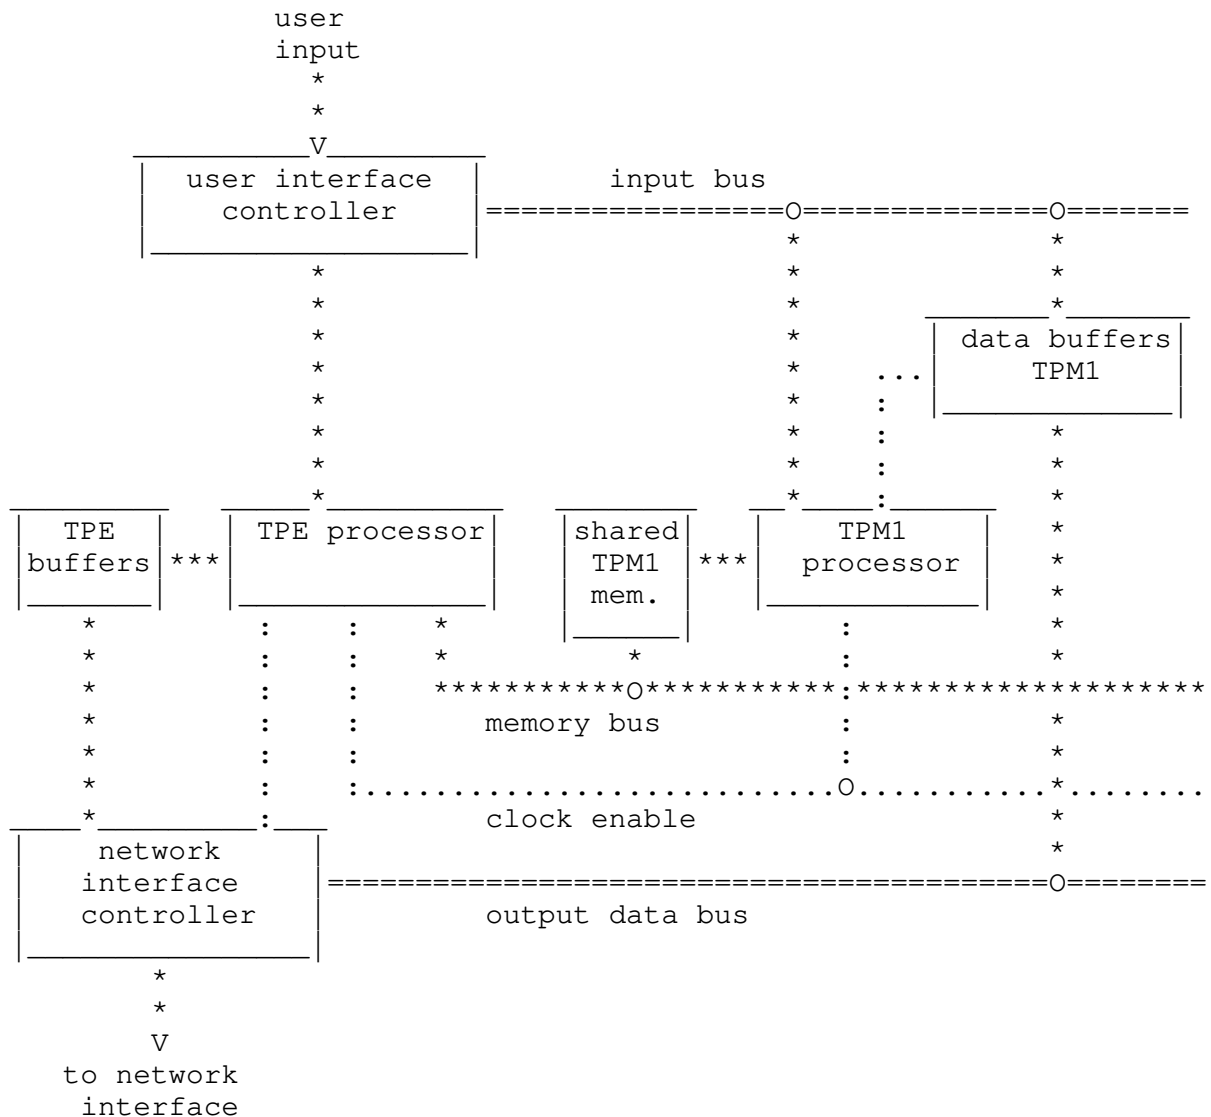 user
input
user interface
controller
input bus
data buffers
TPM1
TPE
buffers
TPE processor
shared
TPM1
mem.
TPM1
processor
memory bus
clock enable
network
interface
controller
output data bus
to network
interface